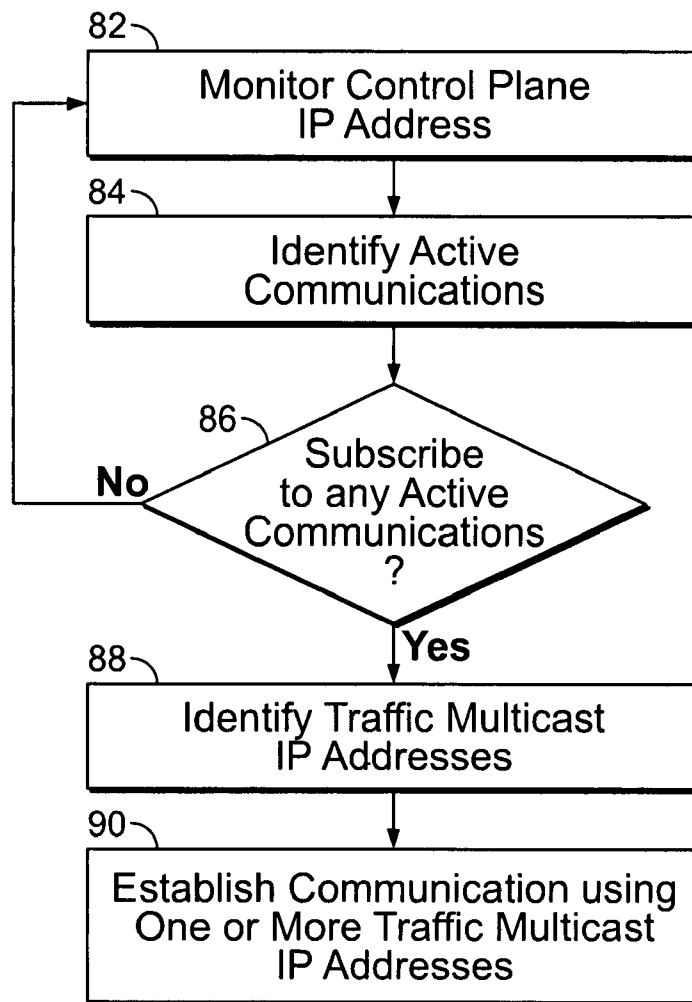 82
Monitor Control Plane
IP Address
84
Identify Active
Communications
86
Subscribe
to any Active
Communications
?
No
Yes
88
Identify Traffic Multicast
IP Addresses
90
Establish Communication using
One or More Traffic Multicast
IP Addresses